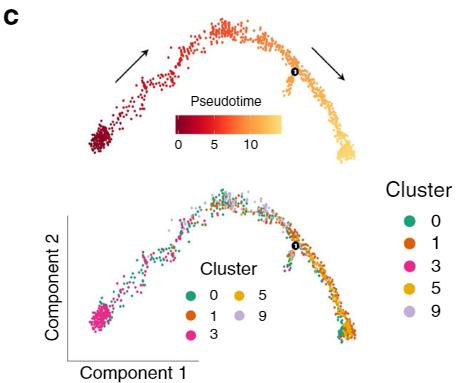 c
Pseudotime
0 5 10
1
Component 2
Component 1
Cluster
0 5
1 9
3
1
Cluster
0
1
3
5
9